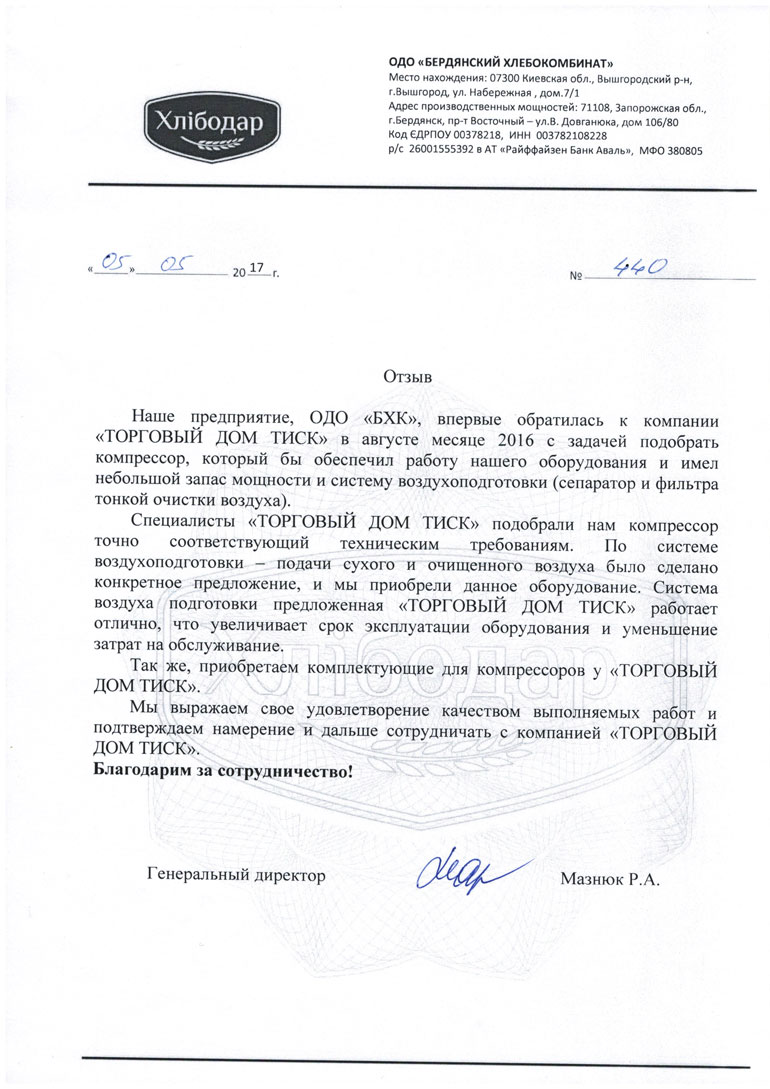 Хлібодар
ОДО «БЕРДЯНСКИЙ ХЛЕБОКОМБИНАТ»
Место нахождения: 07300 Киевская обл., Вышгородский р-н,
г.Вышгород, ул. Набережная , дом.7/1
Адрес производственных мощностей: 71108, Запорожская обл.,
г.Бердянск, пр-т Восточный – ул.В. Довганюка, дом 106/80
Код ЄДРПОУ 00378218, ИНН 003782108228
р/с 26001555392 в АТ «Райффайзен Банк Аваль», МФО 380805
«05» 05 2017 г.
№ 440
Отзыв
Наше предприятие, ОДО «БХК», впервые обратилась к компании
«ТОРГОВЫЙ ДОМ ТИСК» в августе месяце 2016 с задачей подобрать
компрессор, который бы обеспечил работу нашего оборудования и имел
небольшой запас мощности и систему воздухоподготовки (сепаратор и фильтра
тонкой очистки воздуха).
Специалисты «ТОРГОВЫЙ ДОМ ТИСК» подобрали нам компрессор
точно соответствующий техническим требованиям. По системе
воздухоподготовки – подачи сухого и очищенного воздуха было сделано
конкретное предложение, и мы приобрели данное оборудование. Система
воздуха подготовки предложенная «ТОРГОВЫЙ ДОМ ТИСК» работает
отлично, что увеличивает срок эксплуатации оборудования и уменьшение
затрат на обслуживание.
Так же, приобретаем комплектующие для компрессоров у «ТОРГОВЫЙ
ДОМ ТИСК».
Мы выражаем свое удовлетворение качеством выполняемых работ и
подтверждаем намерение и дальше сотрудничать с компанией «ТОРГОВЫЙ
ДОМ ТИСК».
Благодарим за сотрудничество!
Хлібодар
Генеральный директор
Мазнюк Р.А.